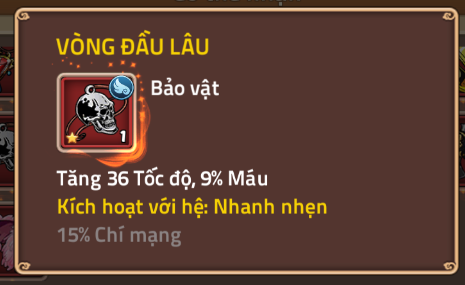 VÒNG ĐẦU LÂU
Bảo vật
1
Tăng 36 Tốc độ, 9% Máu
Kích hoạt với hệ: Nhanh nhẹn
15% Chí mạng